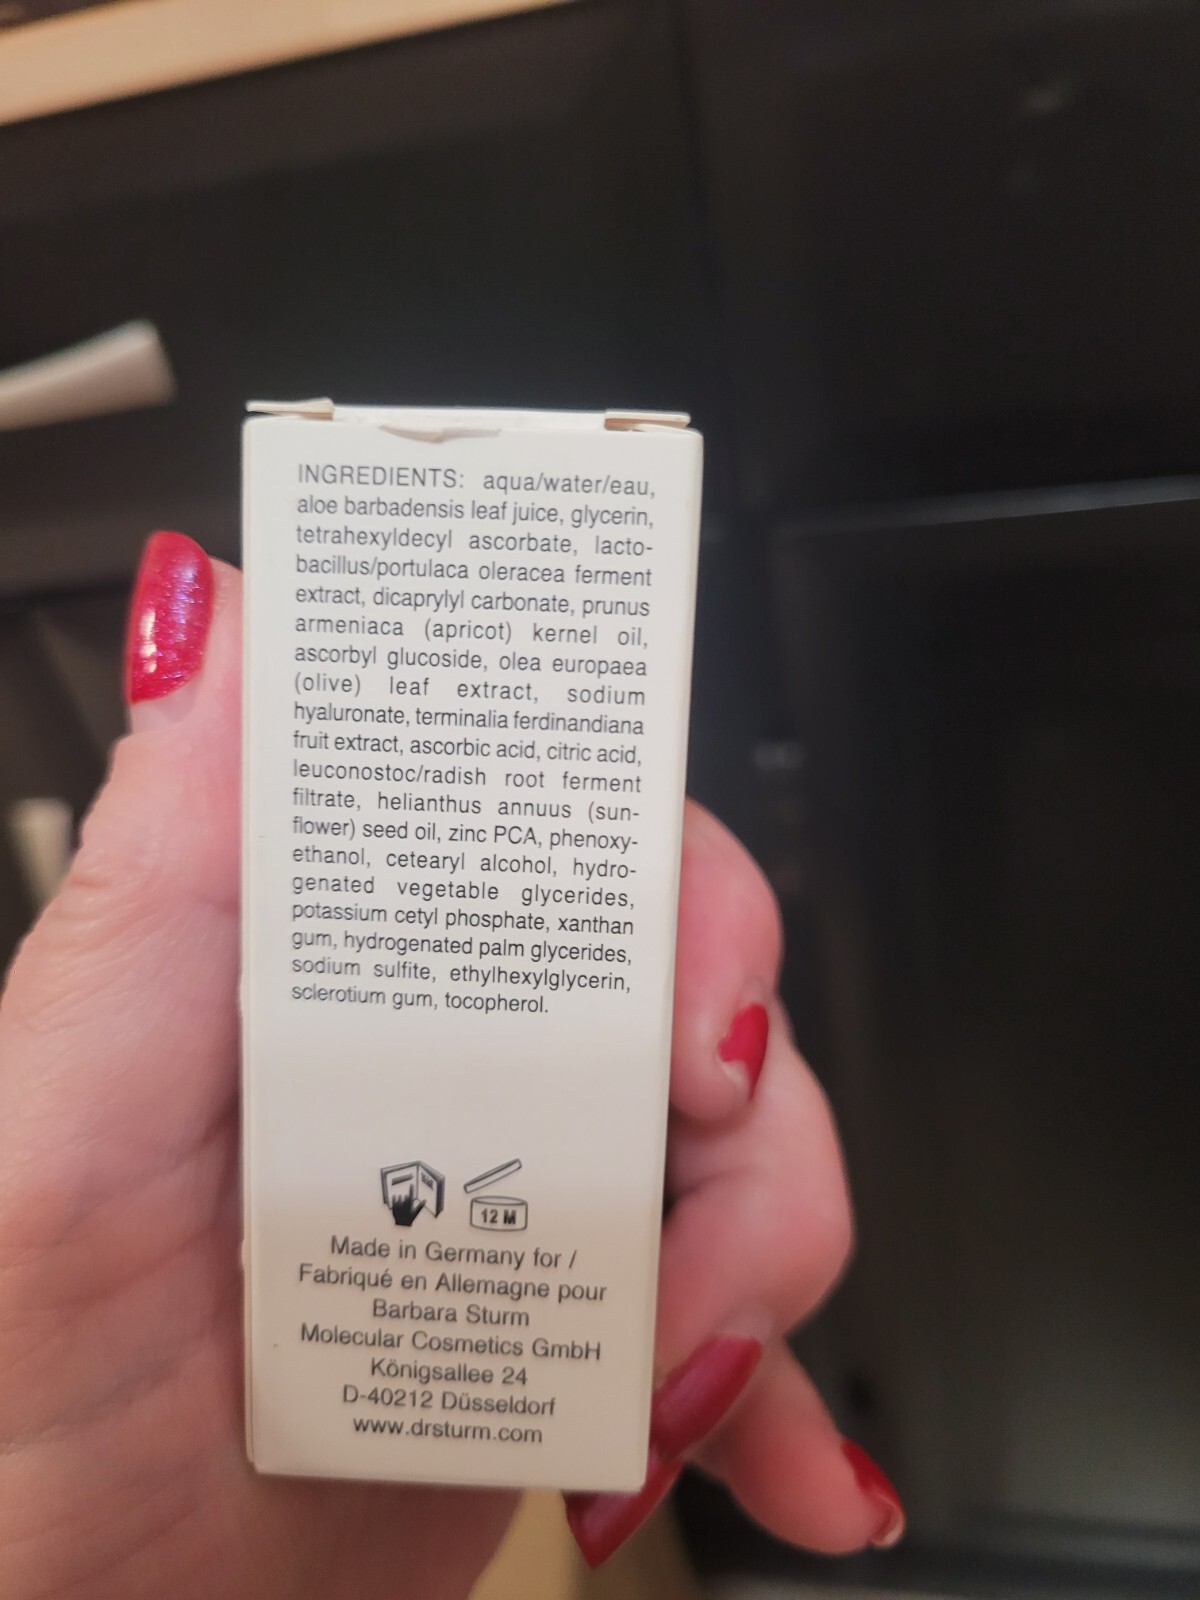 INGREDIENTS: aqua/water/eau,
aloe barbadensis leaf juice, glycerin,
tetrahexyldecyl ascorbate, lacto-
bacillus/portulaca oleracea ferment
extract, dicaprylyl carbonate, prunus
armeniaca (apricot) kernel oil,
ascorbyl glucoside, olea europaea
(olive) leaf extract, sodium
hyaluronate, terminalia ferdinandiana
fruit extract, ascorbic acid, citric acid,
leuconostoc/radish root ferment
filtrate, helianthus annuus (sun-
flower) seed oil, zinc PCA, phenoxy-
ethanol, cetearyl alcohol, hydro-
genated vegetable glycerides,
potassium cetyl phosphate, xanthan
gum, hydrogenated palm glycerides,
sodium sulfite, ethylhexylglycerin,
sclerotium gum, tocopherol.
12 M
Made in Germany for /
Fabriqué en Allemagne pour
Barbara Sturm
Molecular Cosmetics GmbH
Königsallee 24
D-40212 Düsseldorf
www.drsturm.com